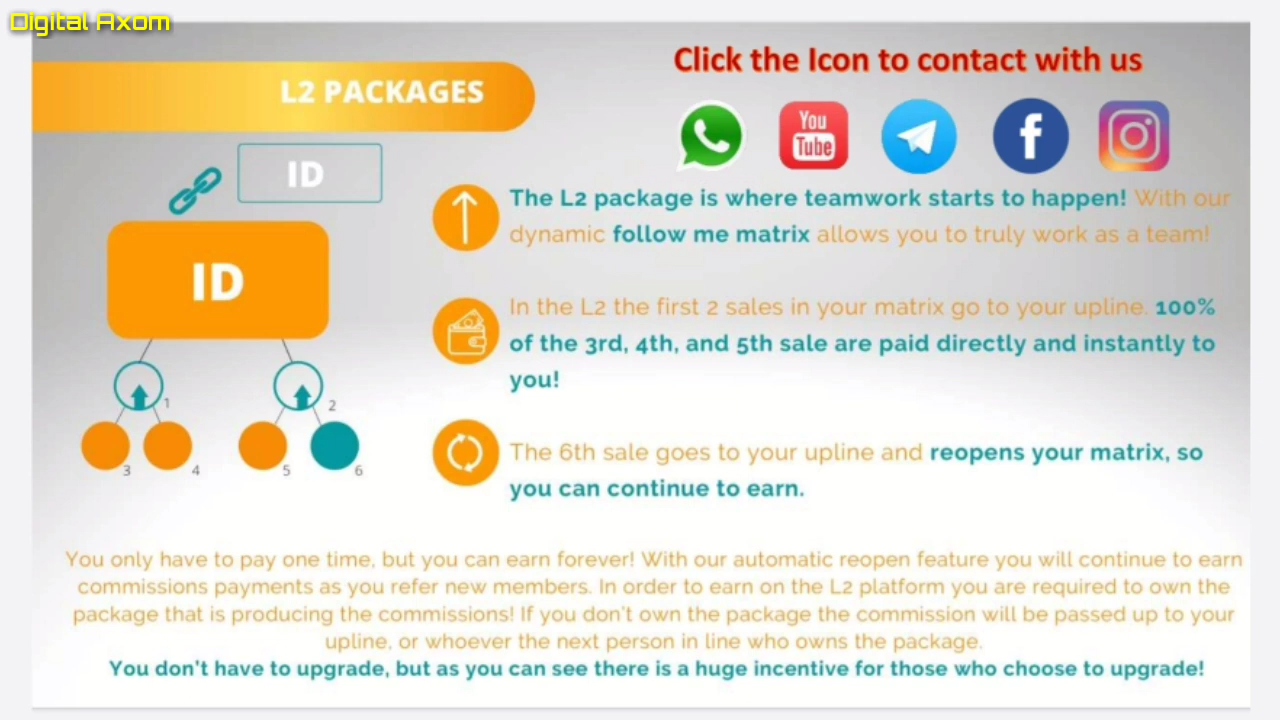 Digital Axom
Click the Icon to contact with us
L2 PACKAGES
You
Tube
f
ID
ID
1
2
3
4
5
6
The L2 package is where teamwork starts to happen! With our
dynamic follow me matrix allows you to truly work as a team!
In the L2 the first 2 sales in your matrix go to your upline. 100%
of the 3rd, 4th, and 5th sale are paid directly and instantly to
you!
The 6th sale goes to your upline and reopens your matrix, so
you can continue to earn.
You only have to pay one time, but you can earn forever! With our automatic reopen feature you will continue to earn
commissions payments as you refer new members. In order to earn on the L2 platform you are required to own the
package that is producing the commissions! If you don't own the package the commission will be passed up to your
upline, or whoever the next person in line who owns the package.
You don't have to upgrade, but as you can see there is a huge incentive for those who choose to upgrade!